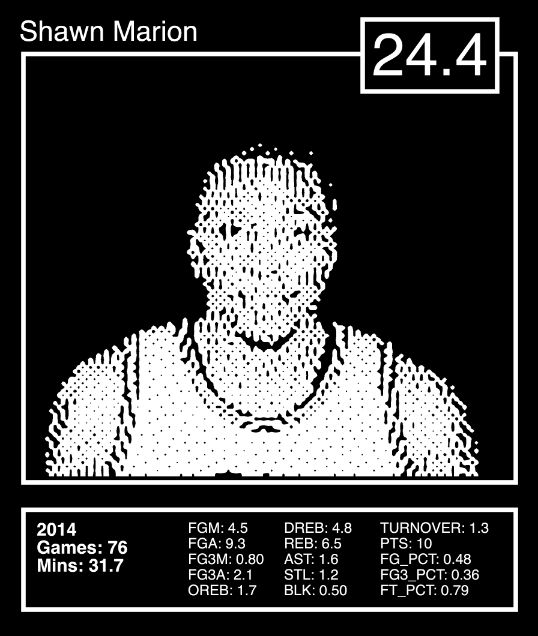 Shawn Marion
24.4
2014
Games: 76
Mins: 31.7
FGM: 4.5
FGA: 9.3
FG3M: 0.80
FG3A: 2.1
OREB: 1.7
DREB: 4.8
REB: 6.5
AST: 1.6
STL: 1.2
BLK: 0.50
TURNOVER: 1.3
PTS: 10
FG_PCT: 0.48
FG3_PCT: 0.36
FT_PCT: 0.79